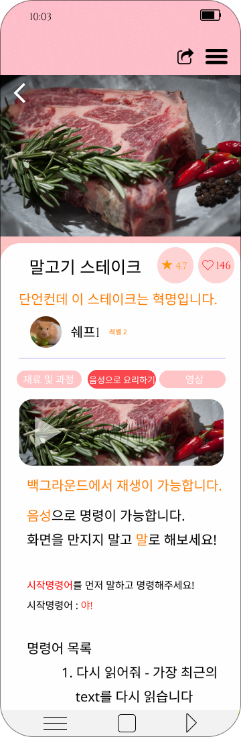 10:03
말고기 스테이크
4.7
146
단언컨데 이 스테이크는 혁명입니다.
쉐프1
레벨 2
재료 및 과정
음성으로 요리하기
영상
백그라운드에서 재생이 가능합니다.
음성으로 명령이 가능합니다.
화면을 만지지 말고 말로 해보세요!
시작명령어를 먼저 말하고 명령해주세요!
시작명령어 : 야!
명령어 목록
1. 다시 읽어줘 - 가장 최근의
text를 다시 읽습니다